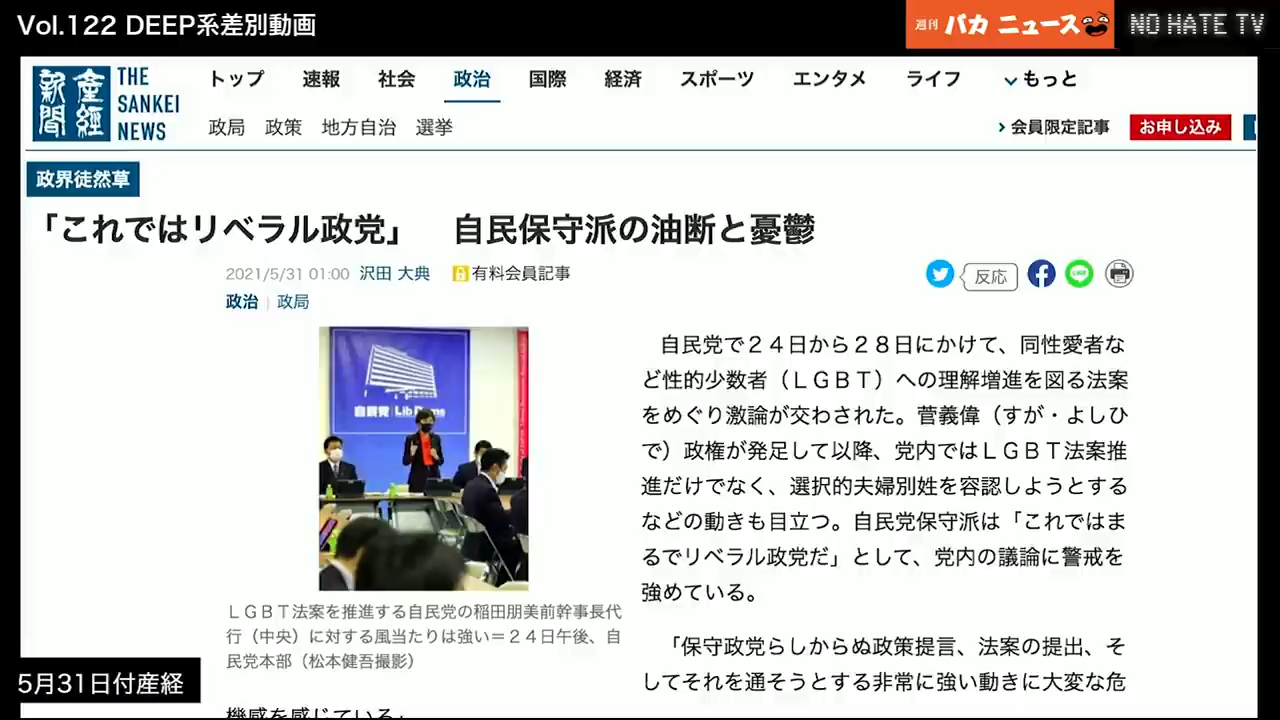 Vol.122 DEEP系差別動画
週刊 バカ ニュース
NO HATE TV
産經新聞
THE SANKEI NEWS
トップ 速報 社会 政治 国際 経済 スポーツ エンタメ ライフ もっと
政局 政策 地方自治 選挙
会員限定記事 お申し込み
政界徒然草
「これではリベラル政党」 自民保守派の油断と憂鬱
2021/5/31 01:00 沢田 大典 有料会員記事
反応
LINE
政治 | 政局
自民党 Lib Dems
自民党で２４日から２８日にかけて、同性愛者な
ど性的少数者（ＬＧＢＴ）への理解増進を図る法案
をめぐり激論が交わされた。菅義偉（すが・よしひ
で）政権が発足して以降、党内ではＬＧＢＴ法案推
進だけでなく、選択的夫婦別姓を容認しようとする
などの動きも目立つ。自民党保守派は「これではま
るでリベラル政党だ」として、党内の議論に警戒を
強めている。
「保守政党らしからぬ政策提言、法案の提出、そ
してそれを通そうとする非常に強い動きに大変な危
機感を感じている」
ＬＧＢＴ法案を推進する自民党の稲田朋美前幹事長代
行（中央）に対する風当たりは強い＝２４日午後、自
民党本部（松本健吾撮影）
5月31日付産経